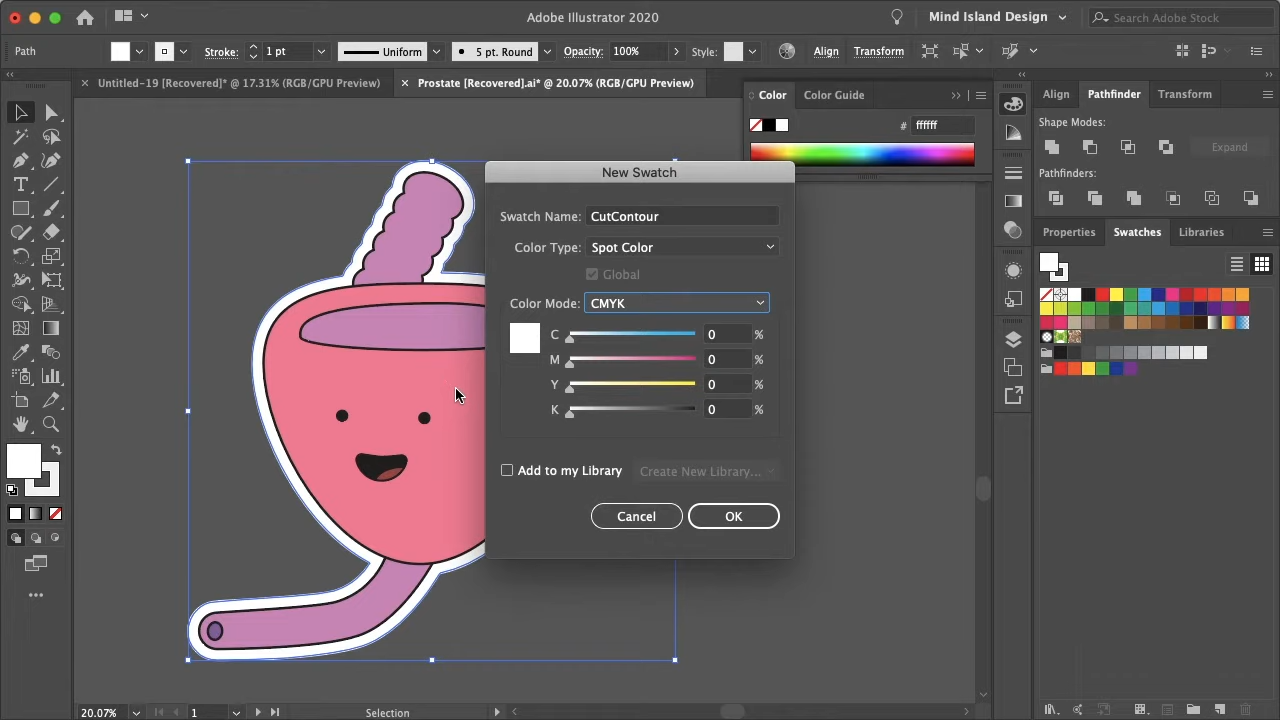 Adobe Illustrator 2020
Mind Island Design
Search Adobe Stock
Path
Stroke:
1 pt
Uniform
5 pt. Round
Opacity:
100%
Style:
Align
Transform
Untitled-19 [Recovered]* @ 17.31% (RGB/GPU Preview)
Prostate [Recovered].ai* @ 20.07% (RGB/GPU Preview)
Color
Color Guide
# ffffff
Align
Pathfinder
Transform
Shape Modes:
Expand
Pathfinders:
Properties
Swatches
Libraries
New Swatch
Swatch Name: CutContour
Color Type: Spot Color
Global
Color Mode: CMYK
C 0 %
M 0 %
Y 0 %
K 0 %
Add to my Library
Create New Library...
Cancel
OK
20.07%
1
Selection